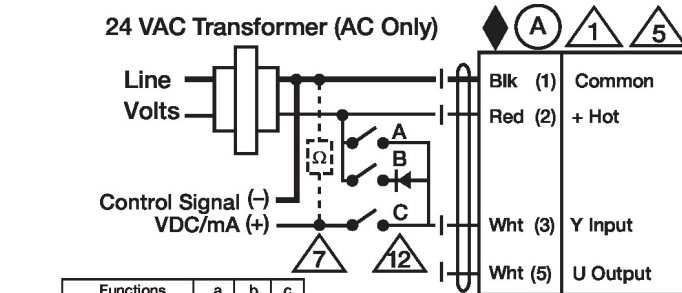 24 VAC Transformer (AC Only)
A 1 5
Line
Volts
Blk (1) Common
Red (2) + Hot
A
B
Ω
Control Signal (–)
VDC/mA (+)
C
Wht (3) Y Input
7 12
Wht (5) U Output
Functions a b c